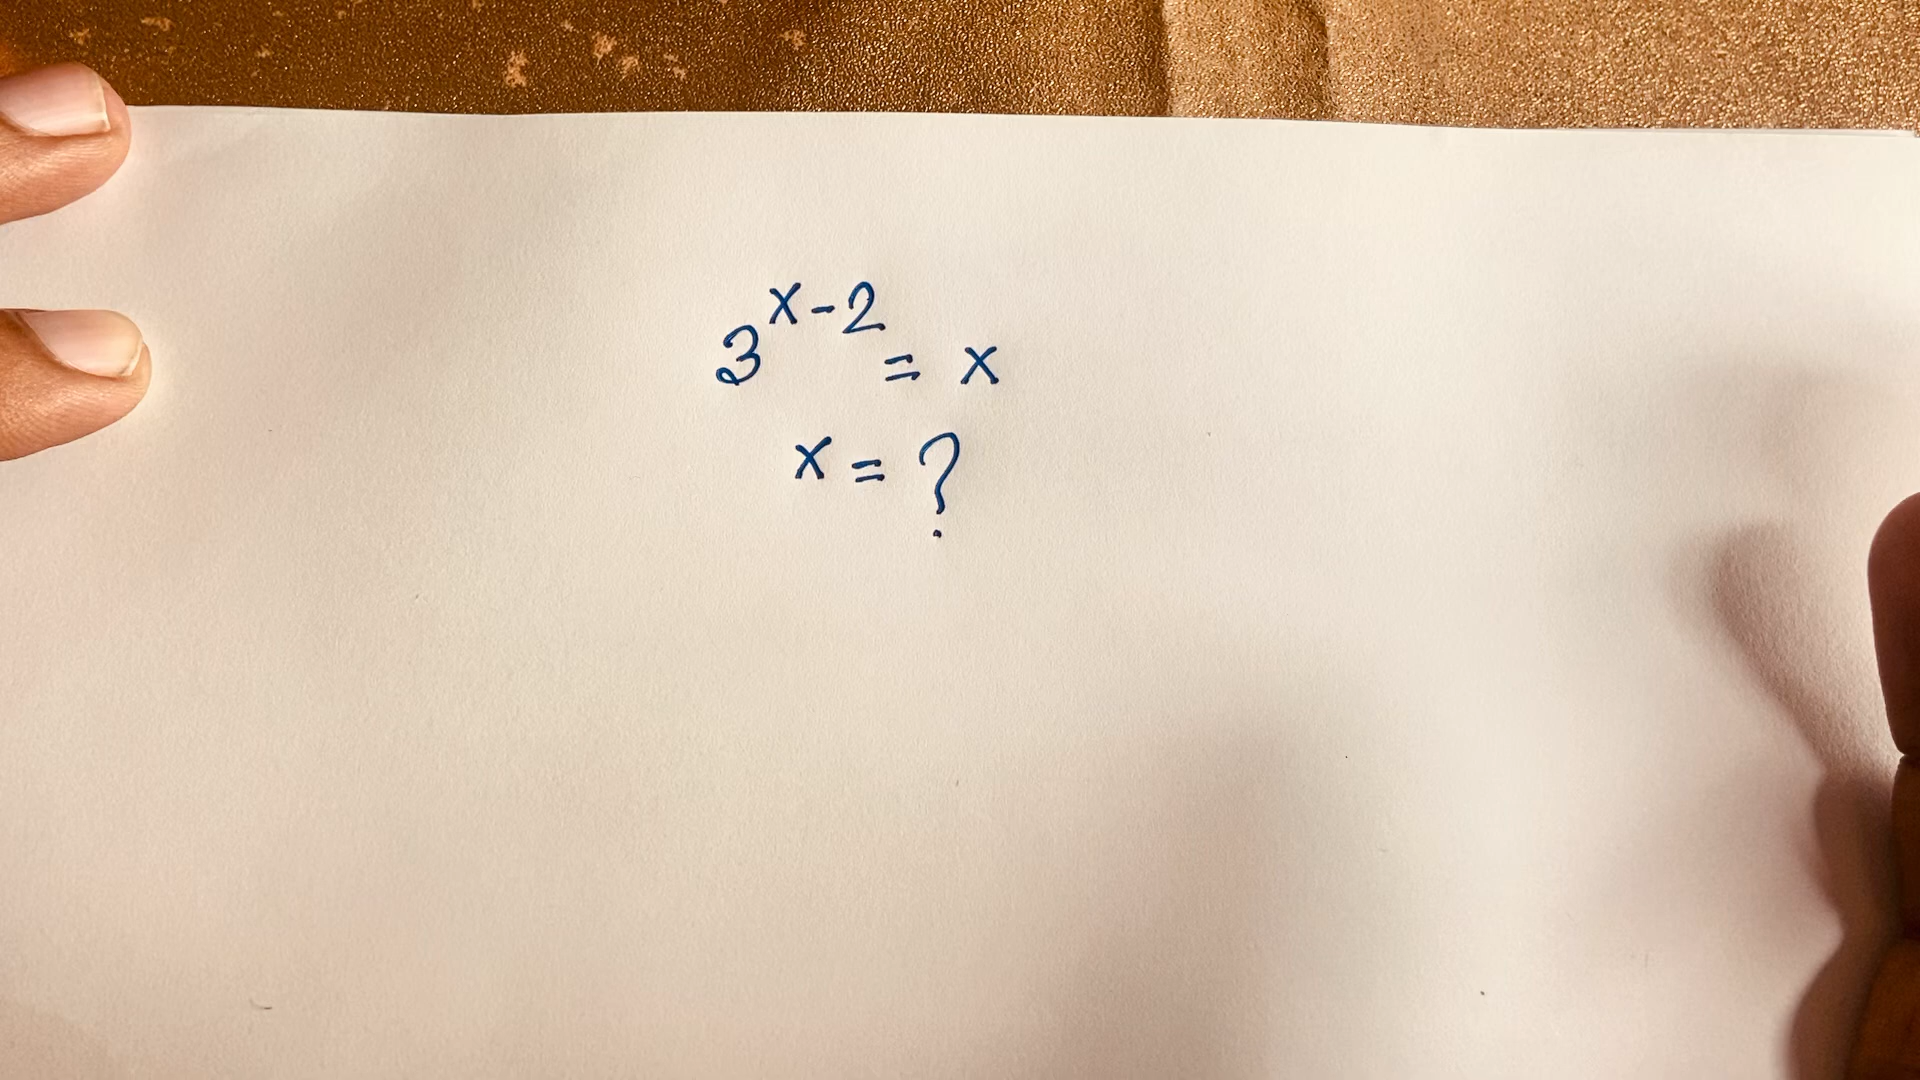 3^{x-2} = x
x = ?